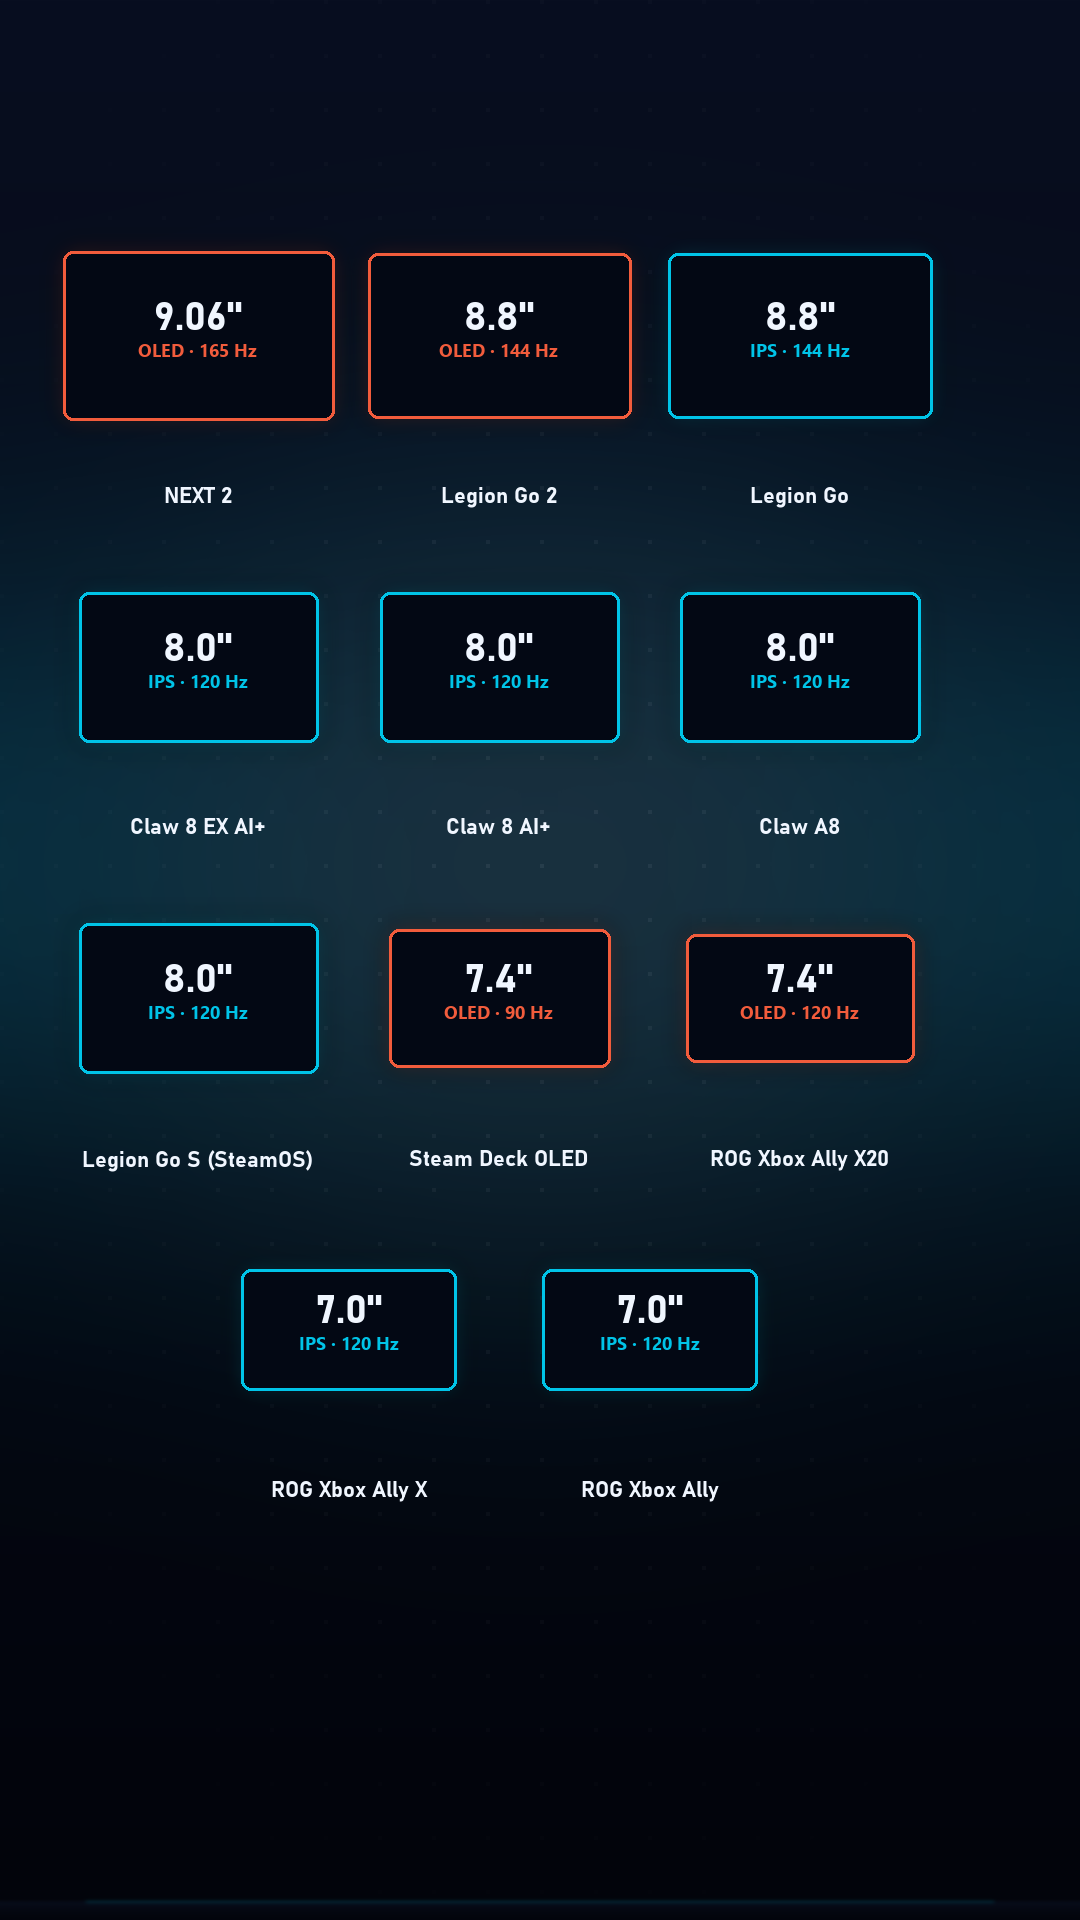 9.06"
OLED · 165 Hz
NEXT 2
8.8"
OLED · 144 Hz
Legion Go 2
8.8"
IPS · 144 Hz
Legion Go
8.0"
IPS · 120 Hz
Claw 8 EX AI+
8.0"
IPS · 120 Hz
Claw 8 AI+
8.0"
IPS · 120 Hz
Claw A8
8.0"
IPS · 120 Hz
Legion Go S (SteamOS)
7.4"
OLED · 90 Hz
Steam Deck OLED
7.4"
OLED · 120 Hz
ROG Xbox Ally X20
7.0"
IPS · 120 Hz
ROG Xbox Ally X
7.0"
IPS · 120 Hz
ROG Xbox Ally